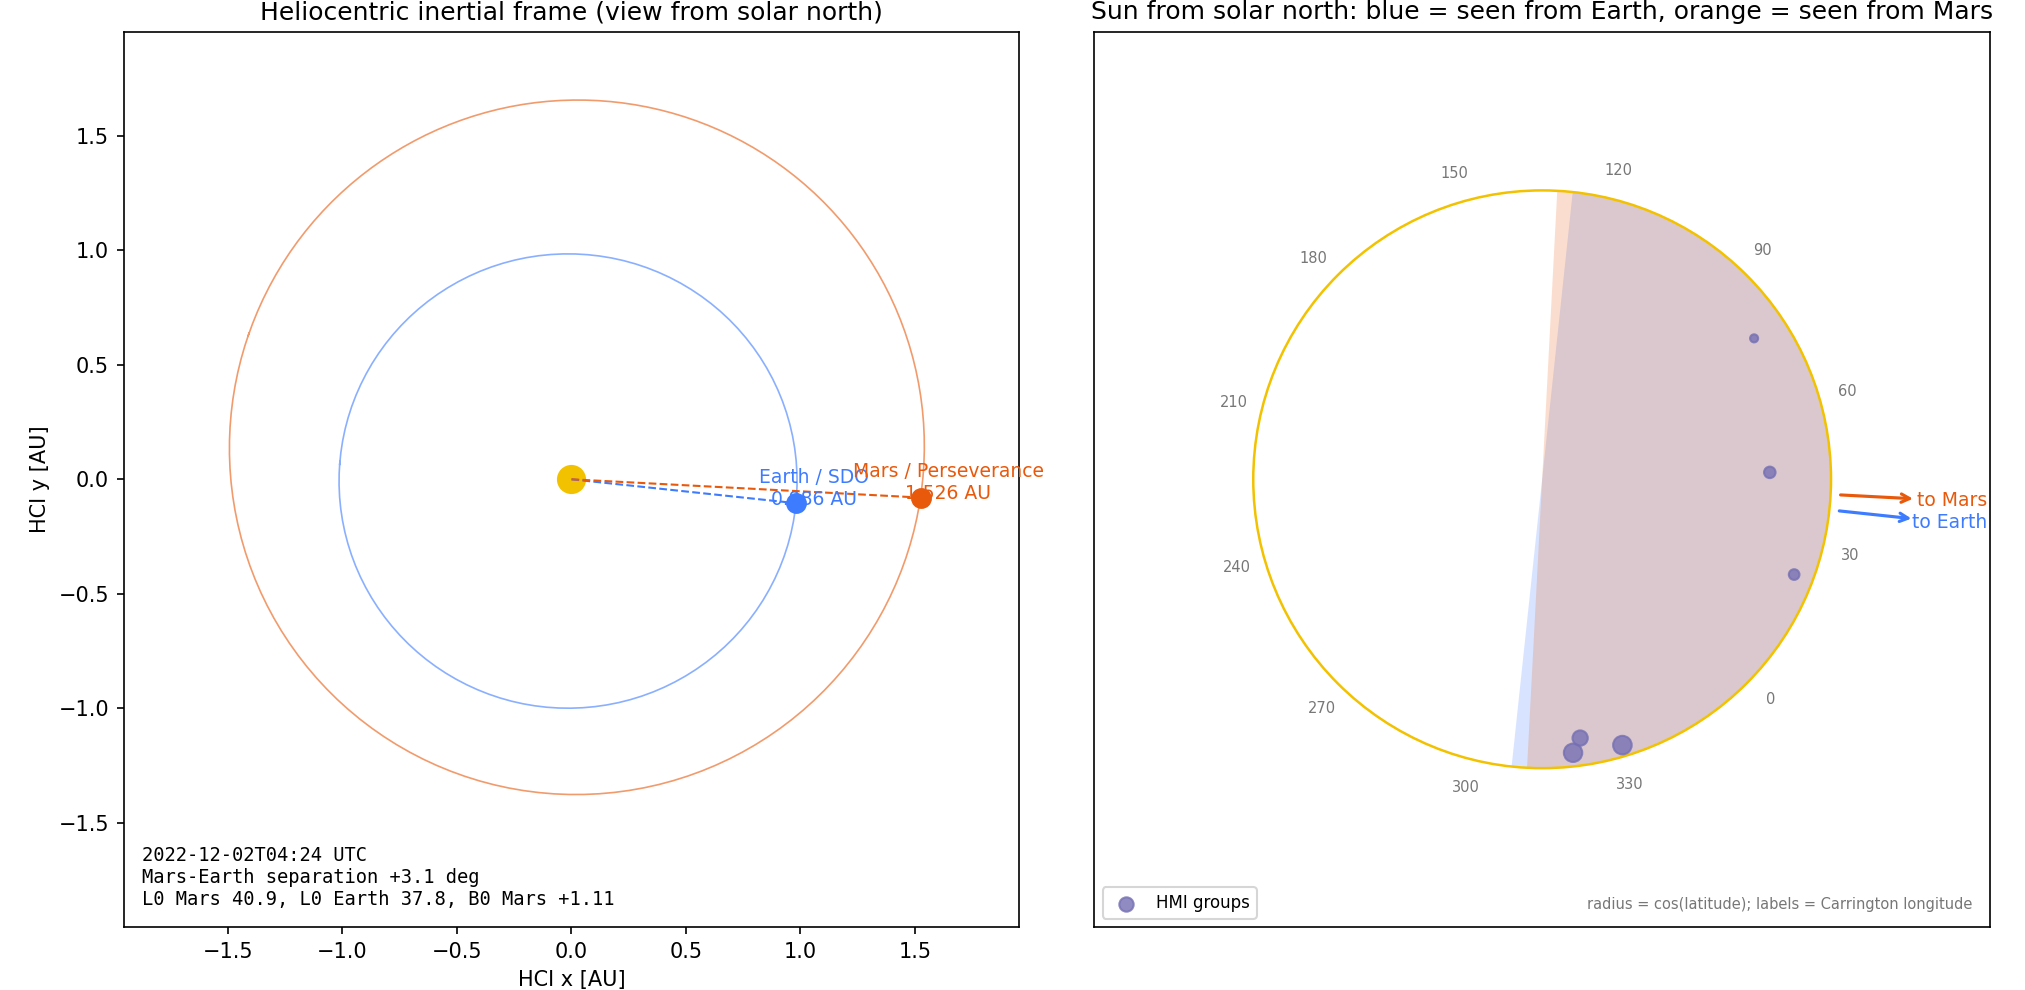 Heliocentric inertial frame (view from solar north)
1.5
1.0
0.5
0.0
−0.5
−1.0
−1.5
HCI y [AU]
Earth / SDO
0.986 AU
Mars / Perseverance
1.526 AU
2022-12-02T04:24 UTC
Mars-Earth separation +3.1 deg
L0 Mars 40.9, L0 Earth 37.8, B0 Mars +1.11
−1.5 −1.0 −0.5 0.0 0.5 1.0 1.5
HCI x [AU]
Sun from solar north: blue = seen from Earth, orange = seen from Mars
150
120
180
90
210
60
to Mars
to Earth
240
30
270
0
300
330
HMI groups
radius = cos(latitude); labels = Carrington longitude